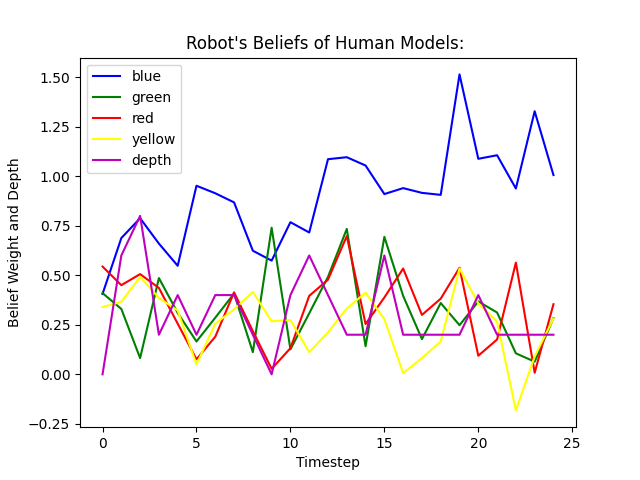 Robot's Beliefs of Human Models:
blue
green
red
yellow
depth
Belief Weight and Depth
1.50
1.25
1.00
0.75
0.50
0.25
0.00
−0.25
0
5
10
15
20
25
Timestep